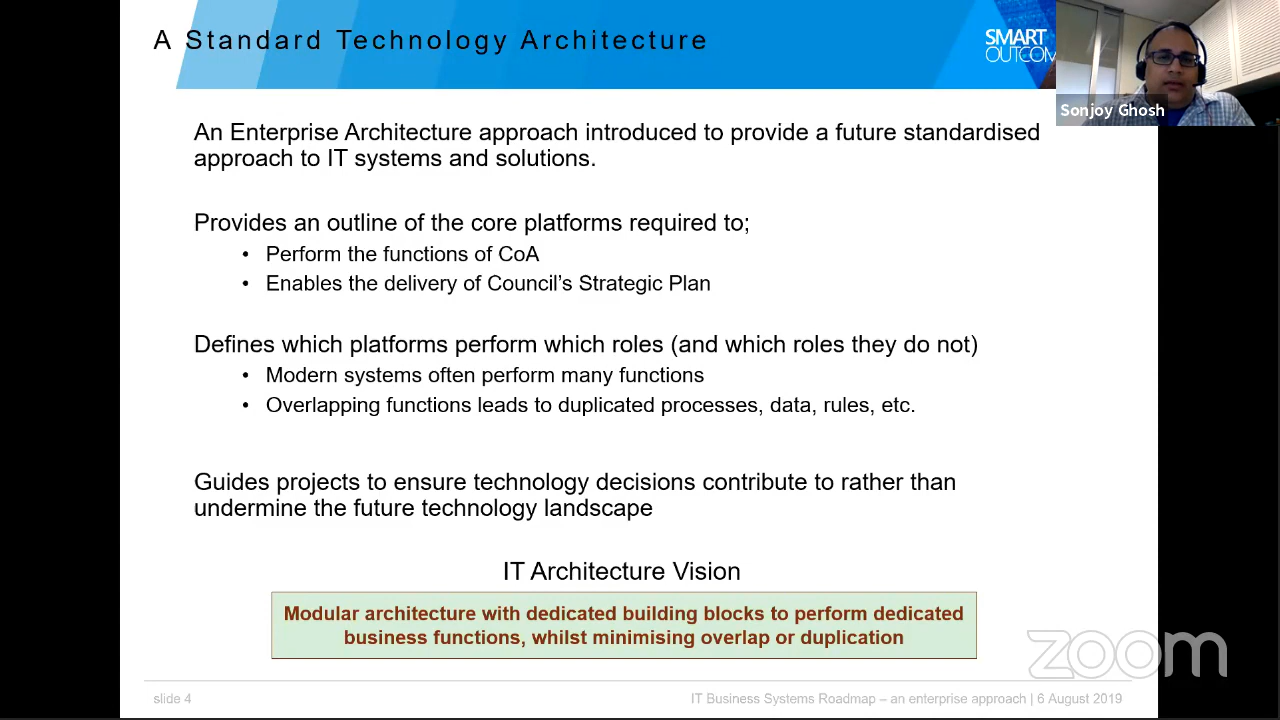 A Standard Technology Architecture
SMART
Sonjoy Ghosh
An Enterprise Architecture approach introduced to provide a future standardised
approach to IT systems and solutions.
Provides an outline of the core platforms required to;
• Perform the functions of CoA
• Enables the delivery of Council's Strategic Plan
Defines which platforms perform which roles (and which roles they do not)
• Modern systems often perform many functions
• Overlapping functions leads to duplicated processes, data, rules, etc.
Guides projects to ensure technology decisions contribute to rather than
undermine the future technology landscape
IT Architecture Vision
Modular architecture with dedicated building blocks to perform dedicated
business functions, whilst minimising overlap or duplication
zoom
slide 4
IT Business Systems Roadmap – an enterprise approach | 6 August 2019